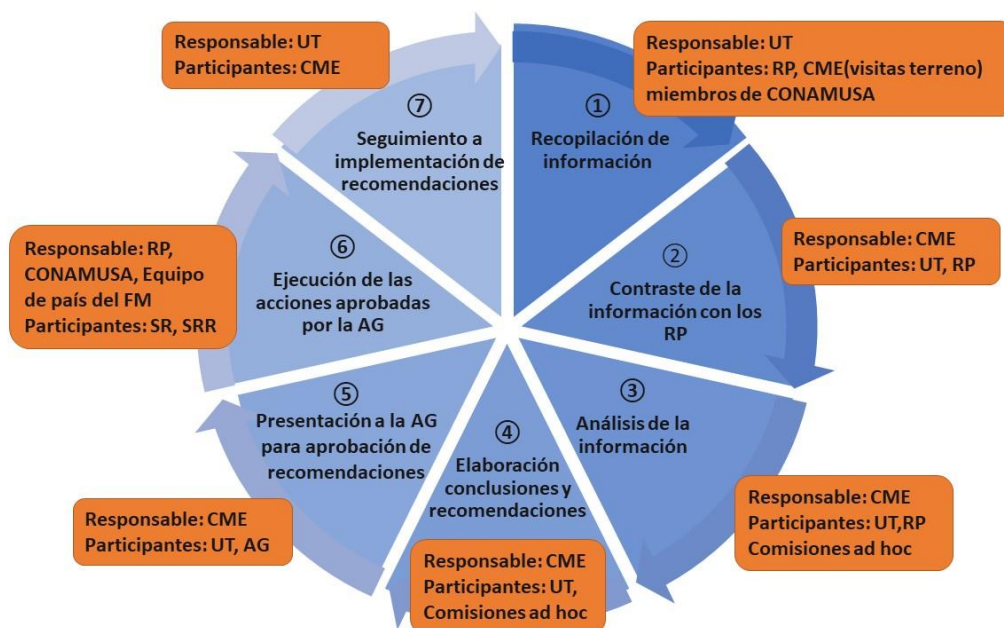 Responsable: UT
Participantes: RP, CME(visitas terreno)
miembros de CONAMUSA
①
Recopilación de
información
Responsable: CME
Participantes: UT, RP
②
Contraste de la
información con los
RP
Responsable: CME
Participantes: UT,RP
Comisiones ad hoc
③
Análisis de la
información
Responsable: CME
Participantes: UT,
Comisiones ad hoc
④
Elaboración
conclusiones y
recomendaciones
Responsable: CME
Participantes: UT, AG
⑤
Presentación a la AG
para aprobación de
recomendaciones
Responsable: RP,
CONAMUSA, Equipo
de país del FM
Participantes: SR, SRR
⑥
Ejecución de las
acciones aprobadas
por la AG
Responsable: UT
Participantes: CME
⑦
Seguimiento a
implementación de
recomendaciones